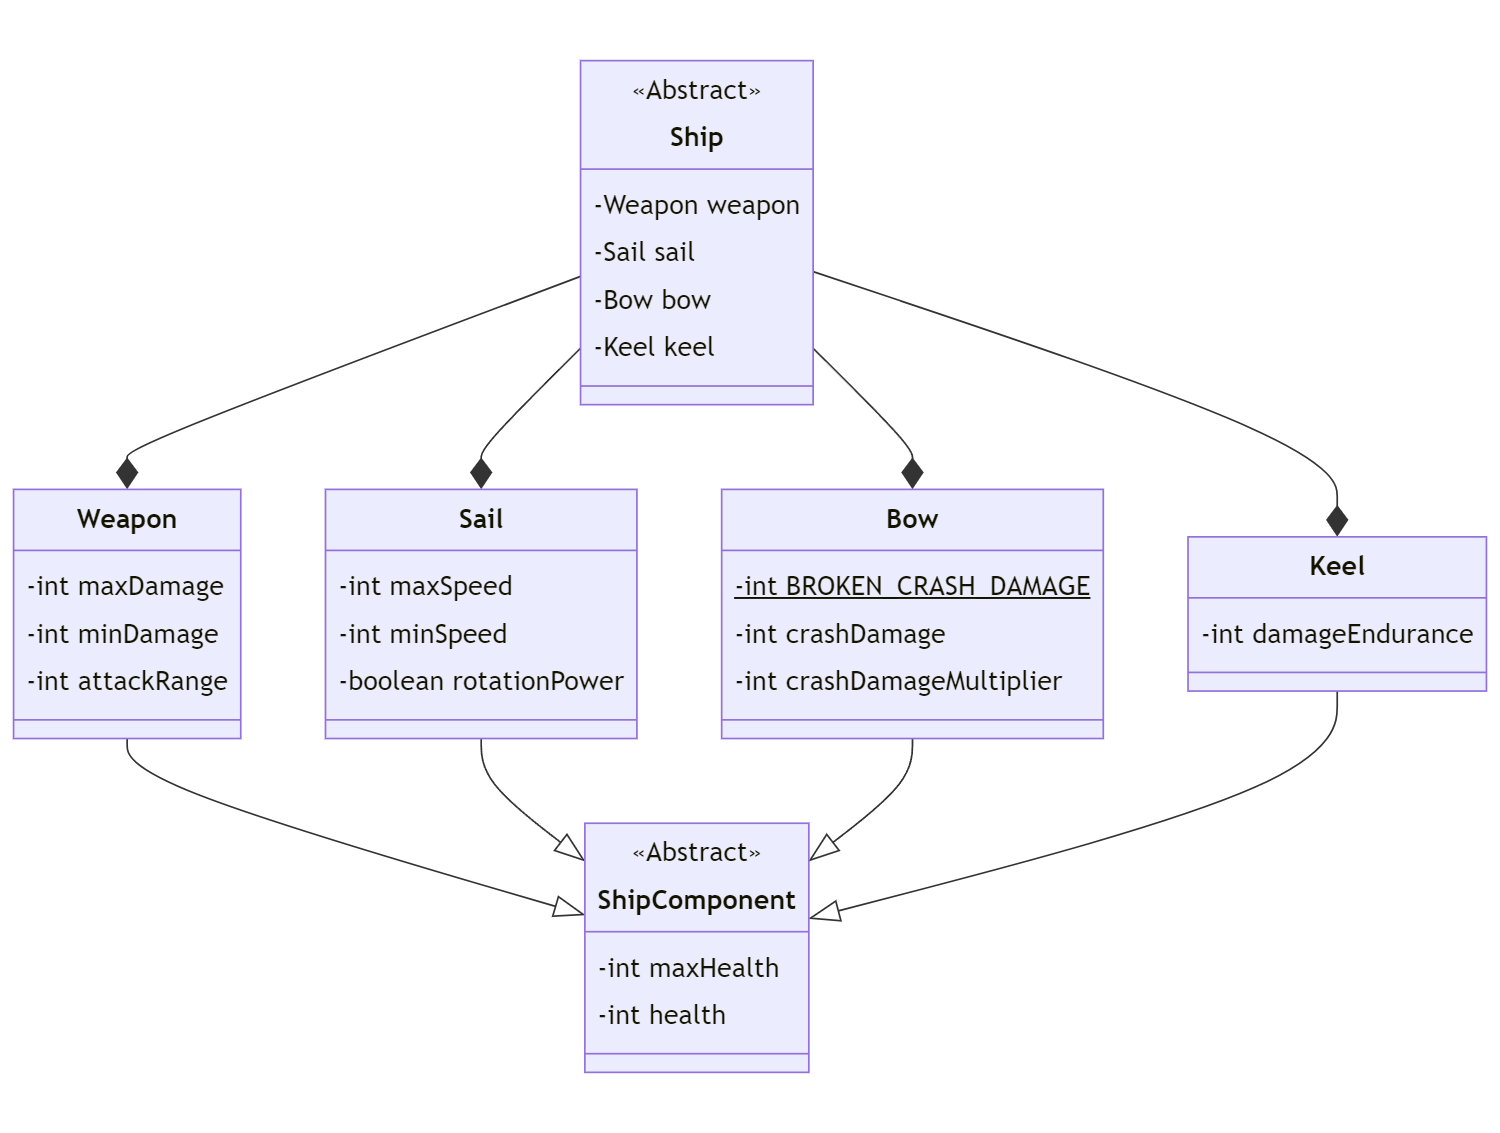 «Abstract»
Ship
-Weapon weapon
-Sail sail
-Bow bow
-Keel keel
Weapon
-int maxDamage
-int minDamage
-int attackRange
Sail
-int maxSpeed
-int minSpeed
-boolean rotationPower
Bow
-int BROKEN_CRASH_DAMAGE
-int crashDamage
-int crashDamageMultiplier
Keel
-int damageEndurance
«Abstract»
ShipComponent
-int maxHealth
-int health